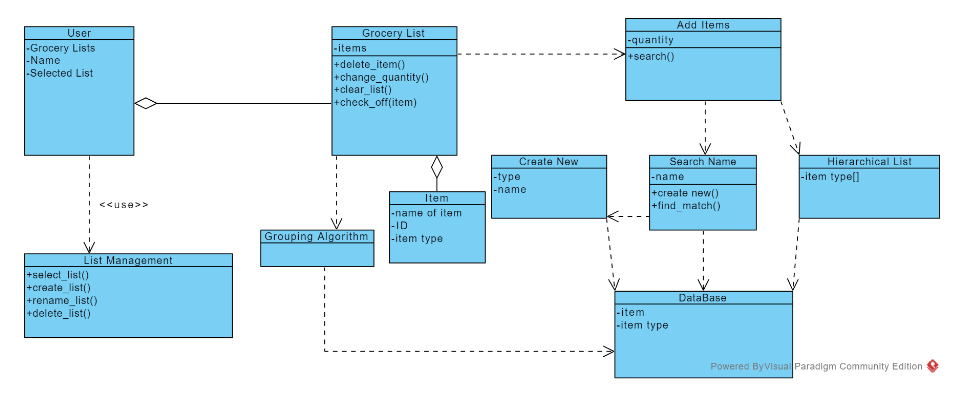 User
-Grocery Lists
-Name
-Selected List
Grocery List
-items
+delete_item()
+change_quantity()
+clear_list()
+check_off(item)
Add Items
-quantity
+search()
<<use>>
Item
-name of item
-ID
-item type
Create New
-type
-name
Search Name
-name
+create new()
+find_match()
Hierarchical List
-item type[]
Grouping Algorithm
List Management
+select_list()
+create_list()
+rename_list()
+delete_list()
DataBase
-item
-item type
Powered ByVisual Paradigm Community Edition